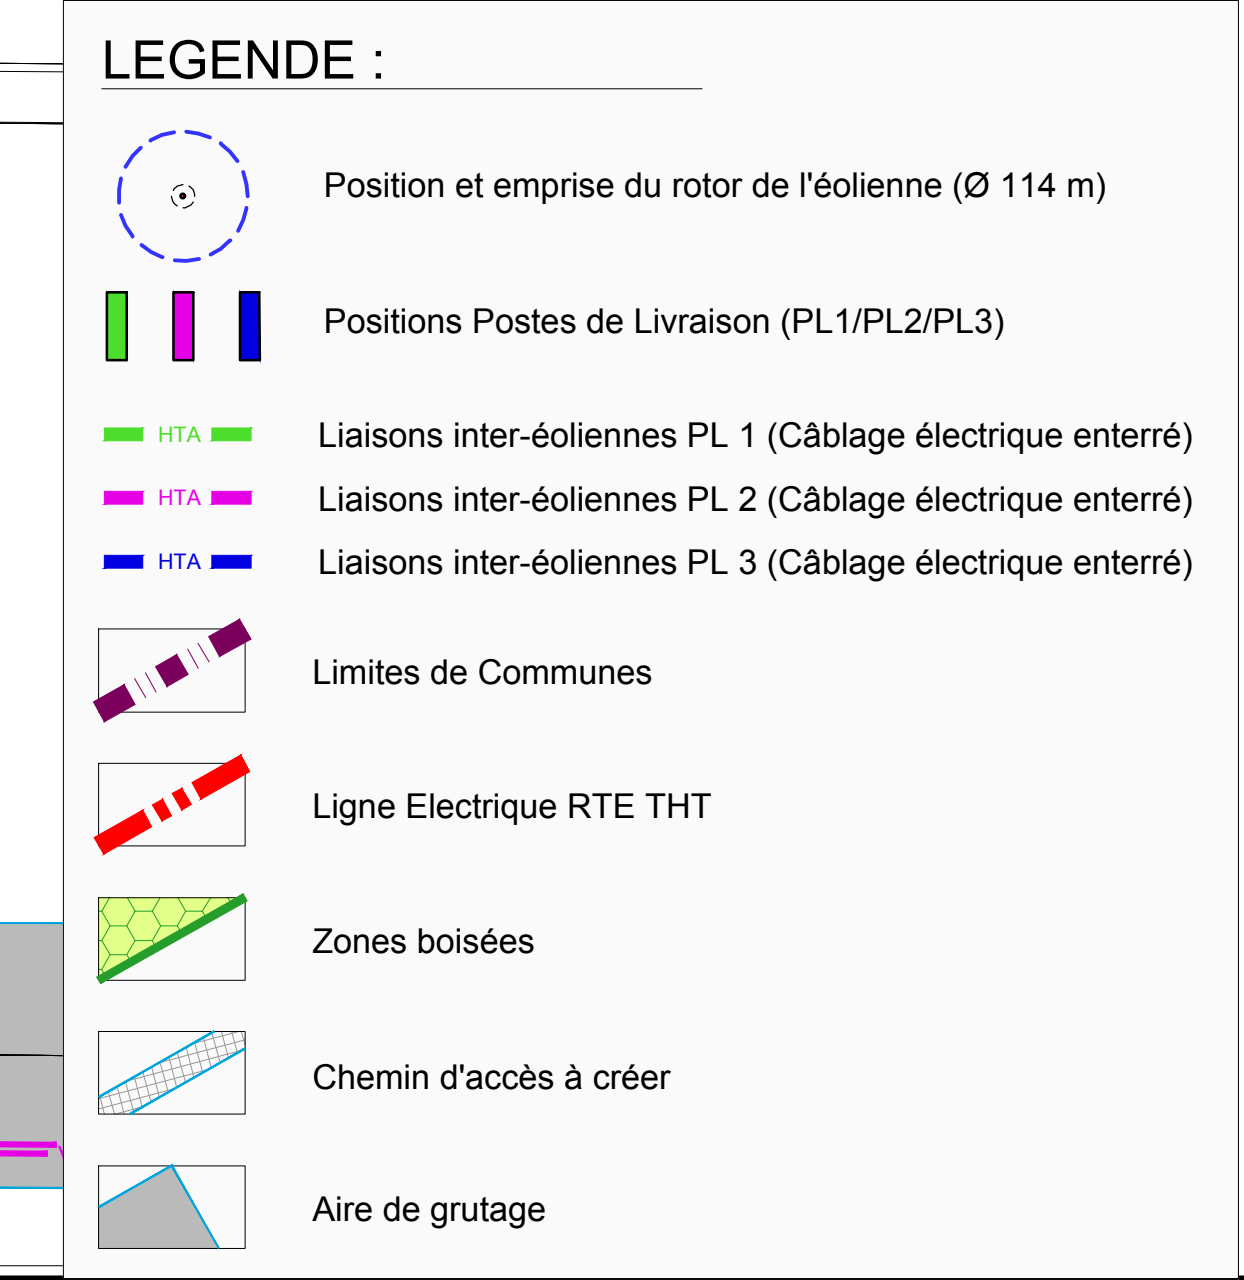 LEGENDE :
Position et emprise du rotor de l'éolienne (Ø 114 m)
Positions Postes de Livraison (PL1/PL2/PL3)
HTA Liaisons inter-éoliennes PL 1 (Câblage électrique enterré)
HTA Liaisons inter-éoliennes PL 2 (Câblage électrique enterré)
HTA Liaisons inter-éoliennes PL 3 (Câblage électrique enterré)
Limites de Communes
Ligne Electrique RTE THT
Zones boisées
Chemin d'accès à créer
Aire de grutage